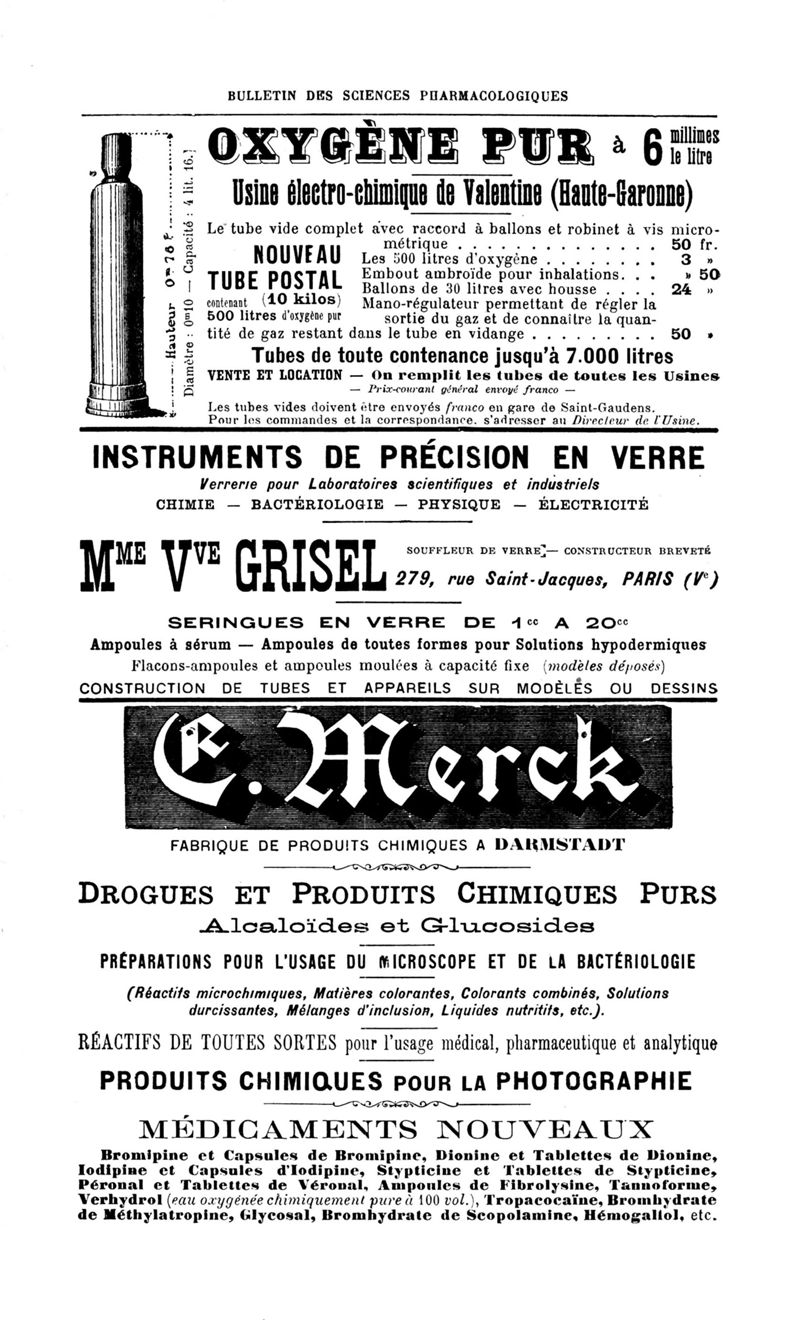 BULLETIN DES SCIENCES PHARMACOLOGIQUES
OXYGÈNE PUR à 6 millimes le litre
Usine électro-chimique de Valentine (Haute-Garonne)
Hauteur 0m76
Diamètre : 0m10 — Capacité : 4 lit. 16.]
Le tube vide complet avec raccord à ballons et robinet à vis micro-
métrique . . . . . . . . . . . . . . 50 fr.
NOUVEAU
TUBE POSTAL
contenant (10 kilos)
500 litres d'oxygène pur
Les 500 litres d'oxygène . . . . . . . . 3 »
Embout ambroïde pour inhalations. . . » 50
Ballons de 30 litres avec housse . . . . 24 »
Mano-régulateur permettant de régler la
sortie du gaz et de connaître la quan-
tité de gaz restant dans le tube en vidange . . . . . . . . . 50 »
Tubes de toute contenance jusqu'à 7.000 litres
VENTE ET LOCATION — On remplit les tubes de toutes les Usines
— Prix-courant général envoyé franco —
Les tubes vides doivent être envoyés franco en gare de Saint-Gaudens.
Pour les commandes et la correspondance, s'adresser au Directeur de l'Usine.
INSTRUMENTS DE PRÉCISION EN VERRE
Verrerie pour Laboratoires scientifiques et industriels
CHIMIE — BACTÉRIOLOGIE — PHYSIQUE — ÉLECTRICITÉ
MME VVE GRISEL
SOUFFLEUR DE VERRE — CONSTRUCTEUR BREVETÉ
279, rue Saint-Jacques, PARIS (Ve)
SERINGUES EN VERRE DE 1cc A 20cc
Ampoules à sérum — Ampoules de toutes formes pour Solutions hypodermiques
Flacons-ampoules et ampoules moulées à capacité fixe (modèles déposés)
CONSTRUCTION DE TUBES ET APPAREILS SUR MODÈLES OU DESSINS
E. Merck
FABRIQUE DE PRODUITS CHIMIQUES A DARMSTADT
DROGUES ET PRODUITS CHIMIQUES PURS
Alcaloïdes et Glucosides
PRÉPARATIONS POUR L'USAGE DU MICROSCOPE ET DE LA BACTÉRIOLOGIE
(Réactifs microchimiques, Matières colorantes, Colorants combinés, Solutions
durcissantes, Mélanges d'inclusion, Liquides nutritifs, etc.).
RÉACTIFS DE TOUTES SORTES pour l'usage médical, pharmaceutique et analytique
PRODUITS CHIMIQUES POUR LA PHOTOGRAPHIE
MÉDICAMENTS NOUVEAUX
Bromipine et Capsules de Bromipine, Dionine et Tablettes de Dionine,
Iodipine et Capsules d'Iodipine, Stypticine et Tablettes de Stypticine,
Péronal et Tablettes de Véronal, Ampoules de Fibrolysine, Tannoforme,
Verhydrol (eau oxygénée chimiquement pure à 100 vol.), Tropacocaïne, Bromhydrate
de Méthylatropine, Glycosal, Bromhydrate de Scopolamine, Hémogallol, etc.